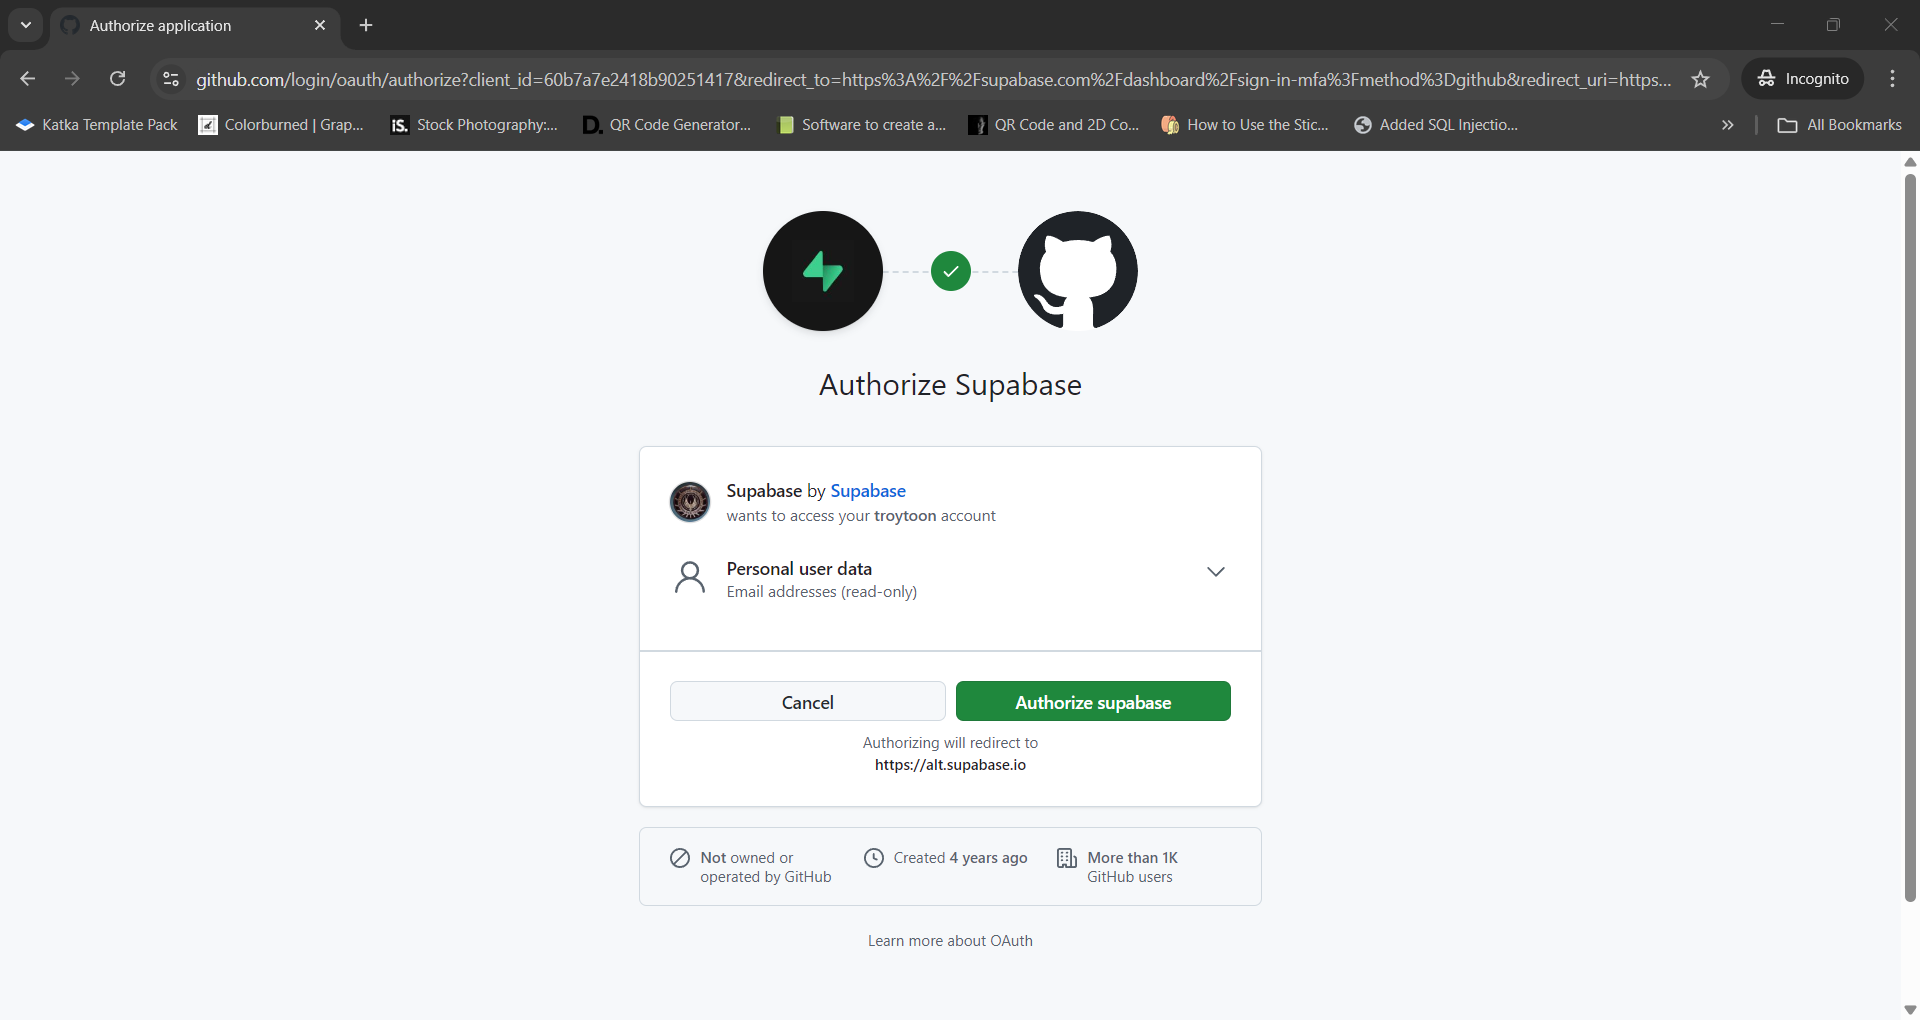 Authorize application
github.com/login/oauth/authorize?client_id=60b7a7e2418b90251417&redirect_to=https%3A%2F%2Fsupabase.com%2Fdashboard%2Fsign-in-mfa%3Fmethod%3Dgithub&redirect_uri=https...
Incognito
Katka Template Pack
Colorburned | Grap...
iS. Stock Photography:...
D. QR Code Generator...
Software to create a...
QR Code and 2D Co...
How to Use the Stic...
Added SQL Injectio...
All Bookmarks
Authorize Supabase
Supabase by Supabase
wants to access your troytoon account
Personal user data
Email addresses (read-only)
Cancel
Authorize supabase
Authorizing will redirect to
https://alt.supabase.io
Not owned or
operated by GitHub
Created 4 years ago
More than 1K
GitHub users
Learn more about OAuth